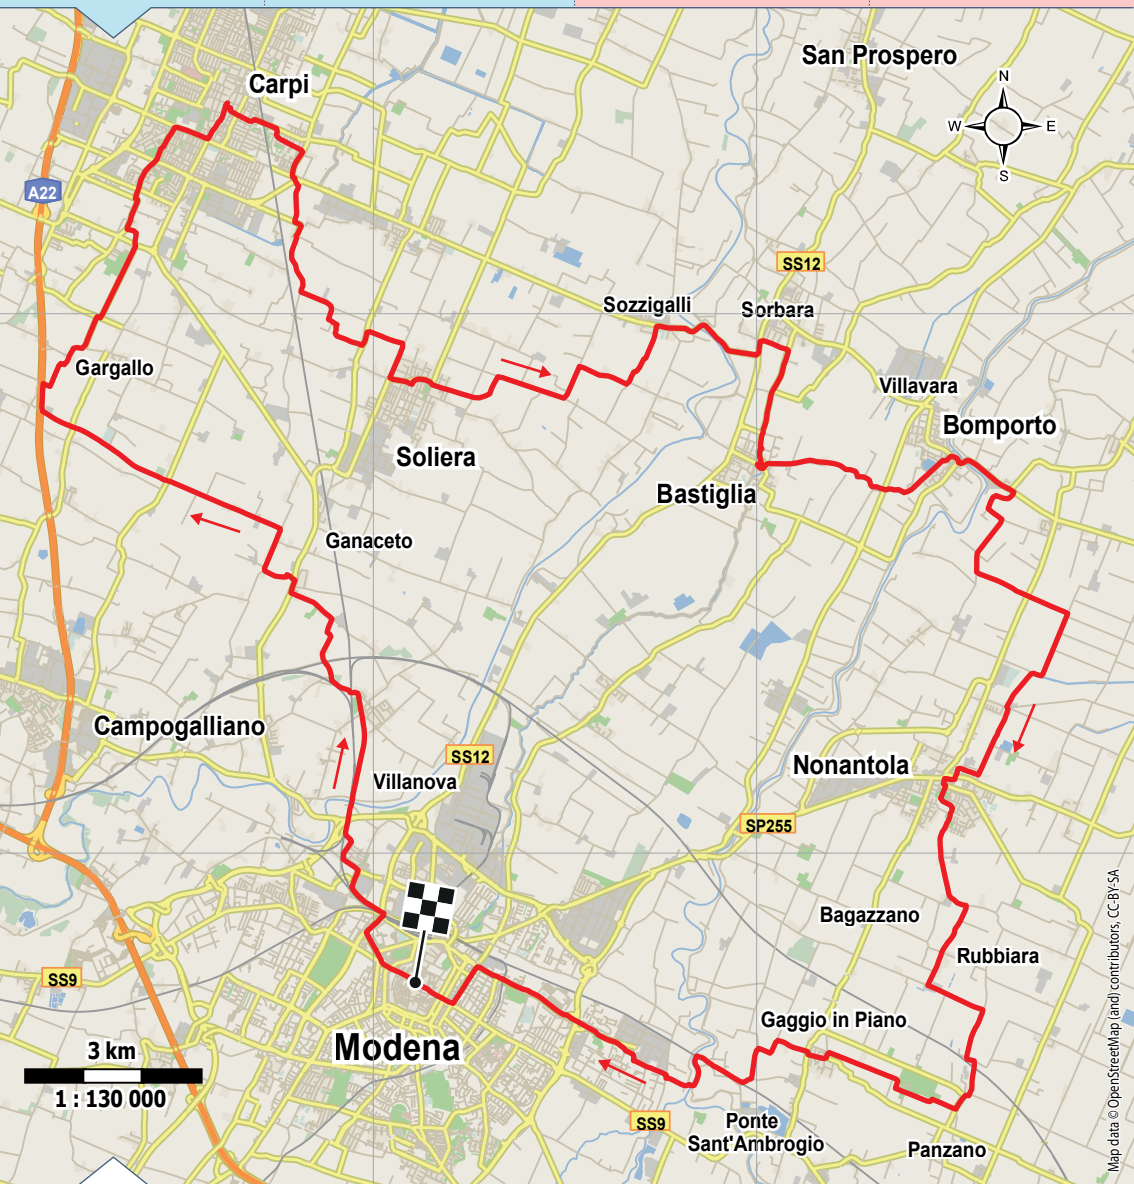 San Prospero
Carpi
N
W
E
S
A22
SS12
Sozzigalli
Sorbara
Gargallo
Villavara
Bomporto
Soliera
Bastiglia
Ganaceto
Campogalliano
SS12
Villanova
Nonantola
SP255
Bagazzano
Rubbiara
SS9
Gaggio in Piano
Modena
3 km
1 : 130 000
SS9
Ponte
Sant'Ambrogio
Panzano
Map data © OpenStreetMap (and) contributors, CC-BY-SA